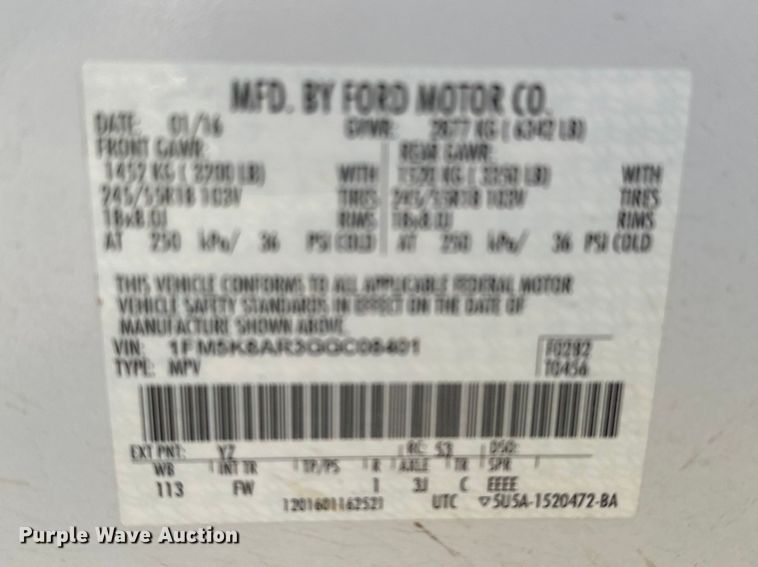 MFD. BY FORD MOTOR CO.
DATE: 01/16 GVWR: 2877 KG ( 6342 LB)
FRONT GAWR: REAR GAWR:
1452 KG ( 3200 LB) WITH 1520 KG ( 3350 LB) WITH
245/55R18 103V TIRES 245/55R18 103V TIRES
18x8.0J RIMS 18x8.0J RIMS
AT 250 kPa/ 36 PSI COLD AT 250 kPa/ 36 PSI COLD
THIS VEHICLE CONFORMS TO ALL APPLICABLE FEDERAL MOTOR
VEHICLE SAFETY STANDARDS IN EFFECT ON THE DATE OF
MANUFACTURE SHOWN ABOVE.
VIN: F0282
TYPE: MPV T0456
EXT PNT: YZ RC: 53 DSO:
WB INT TR TP/PS R AXLE TR SPR
113 FW I 3J C EEEE
1201601162521 UTC ▽5U5A-1520472-BA
Purple Wave Auction